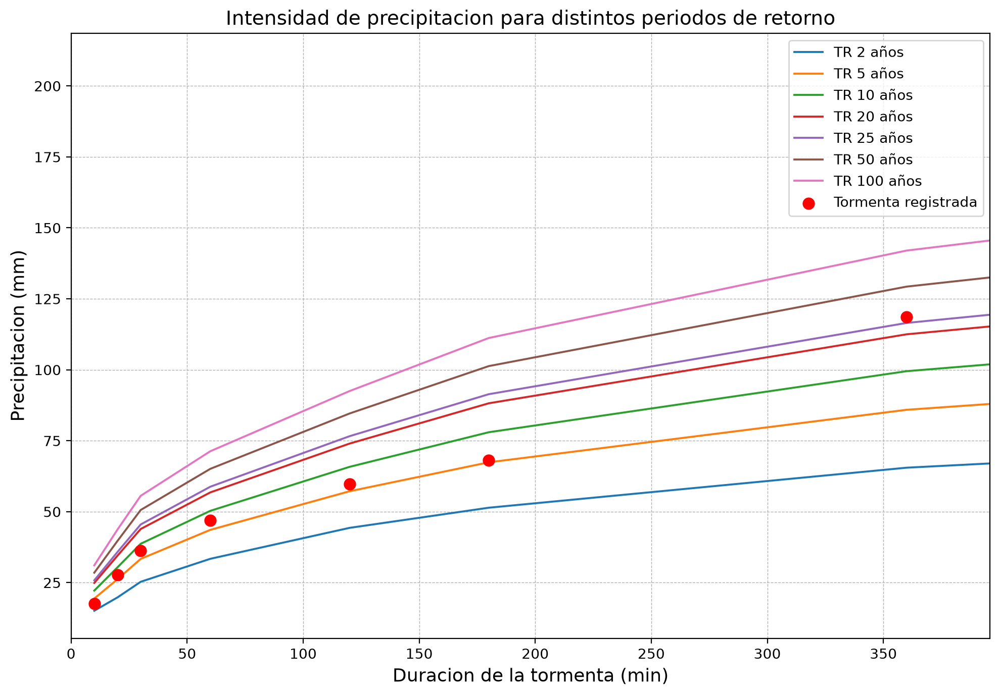 Intensidad de precipitacion para distintos periodos de retorno
TR 2 años
TR 5 años
TR 10 años
TR 20 años
TR 25 años
TR 50 años
TR 100 años
Tormenta registrada
Precipitacion (mm)
200
175
150
125
100
75
50
25
0 50 100 150 200 250 300 350
Duracion de la tormenta (min)